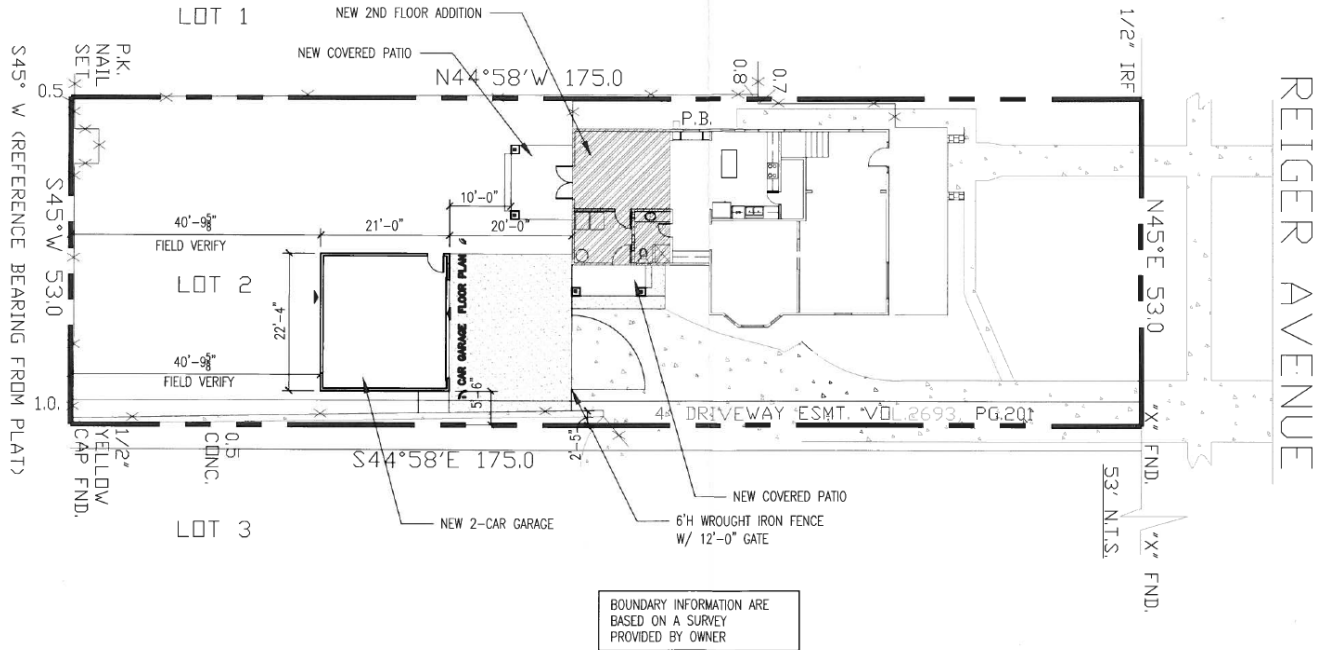 LOT 1
NEW 2ND FLOOR ADDITION
NEW COVERED PATIO
N44°58'W 175.0
P.K.
NAIL
SET
0.5
0.8
0.7
1/2" IRF
REIGER AVENUE
S45° W (REFERENCE BEARING FROM PLAT)
S45°W 53.0
P.B.
N45°E 53.0
10'-0"
40'-9⅝"
FIELD VERIFY
21'-0"
20'-0"
LOT 2
22'-4"
CAR GARAGE FLOOR PLAN
40'-9⅝"
FIELD VERIFY
5'-6"
1.0
4' DRIVEWAY ESMT. VOL.2693, PG.201
2'-5"
1/2"
YELLOW
CAP FND.
0.5
CONC.
S44°58'E 175.0
"X" FND.
53' N.T.S.
"X" FND.
NEW COVERED PATIO
NEW 2-CAR GARAGE
6'H WROUGHT IRON FENCE
W/ 12'-0" GATE
LOT 3
BOUNDARY INFORMATION ARE
BASED ON A SURVEY
PROVIDED BY OWNER